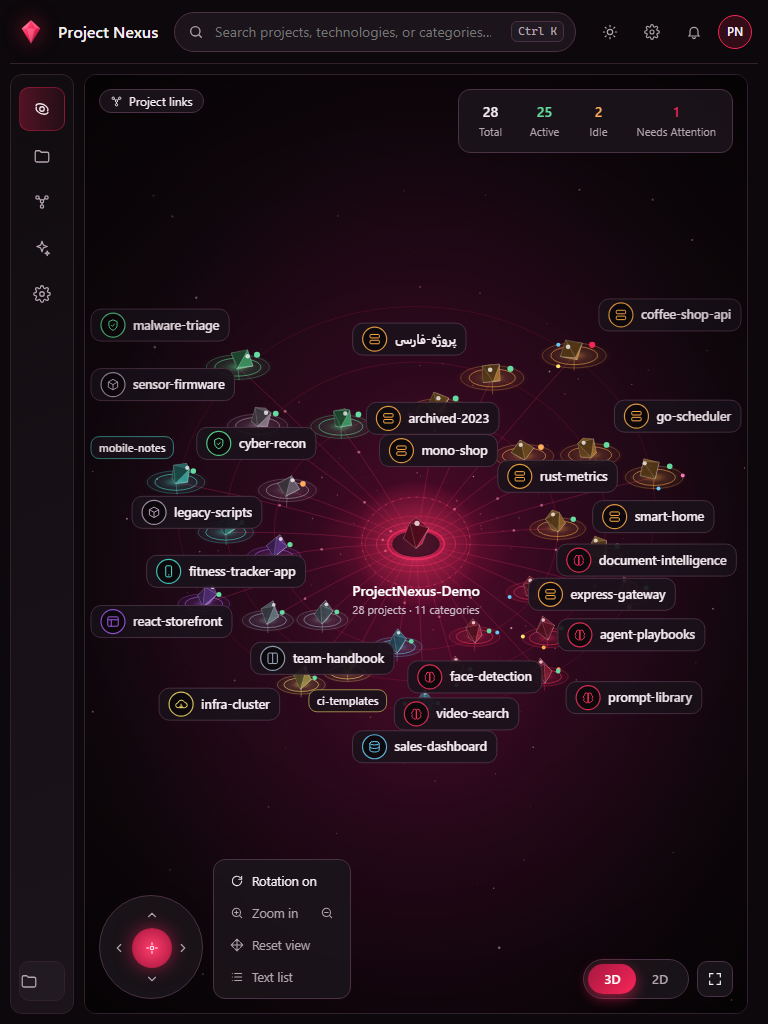 Project Nexus
Search projects, technologies, or categories...
Ctrl K
PN
Project links
28
Total
25
Active
2
Idle
1
Needs Attention
coffee-shop-api
malware-triage
پروژه-فارسی
sensor-firmware
archived-2023
go-scheduler
cyber-recon
mobile-notes
mono-shop
rust-metrics
legacy-scripts
smart-home
document-intelligence
fitness-tracker-app
ProjectNexus-Demo
28 projects · 11 categories
express-gateway
react-storefront
agent-playbooks
team-handbook
face-detection
infra-cluster
ci-templates
prompt-library
video-search
sales-dashboard
Rotation on
Zoom in
Reset view
Text list
3D
2D